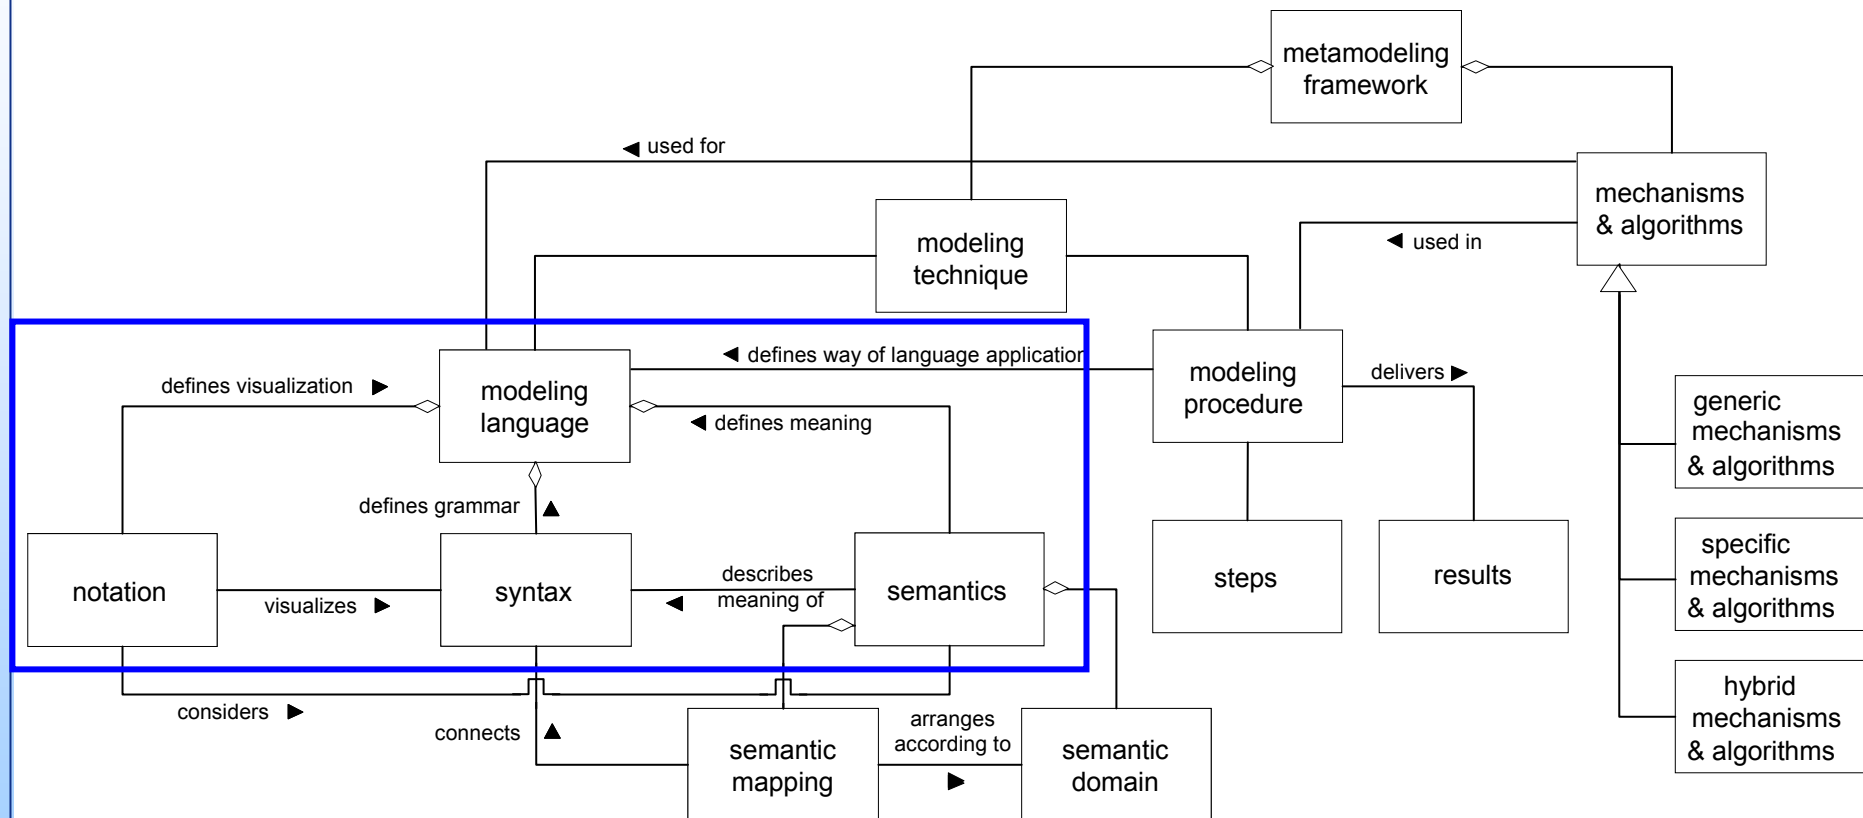 metamodeling
framework
used for
mechanisms
& algorithms
modeling
technique
used in
defines way of language application
modeling
procedure
delivers
defines visualization
modeling
language
defines meaning
generic
mechanisms
& algorithms
defines grammar
notation
visualizes
syntax
describes
meaning of
semantics
steps
results
specific
mechanisms
& algorithms
considers
connects
semantic
mapping
arranges
according to
semantic
domain
hybrid
mechanisms
& algorithms